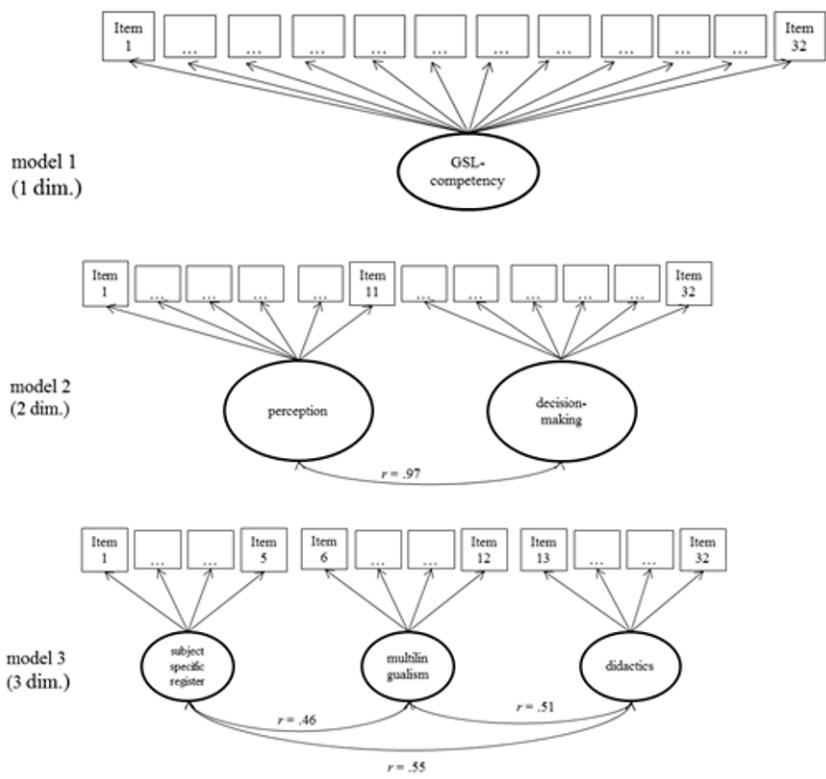 Item
1
...
...
...
...
...
...
...
...
...
...
Item
32
model 1
(1 dim.)
GSL-
competency
Item
1
...
...
...
...
Item
11
...
...
...
...
...
Item
32
model 2
(2 dim.)
perception
decision-
making
r = .97
Item
1
...
...
Item
5
Item
6
...
...
Item
12
Item
13
...
...
Item
32
model 3
(3 dim.)
subject
specific
register
multilin
gualism
didactics
r = .46
r = .51
r = .55